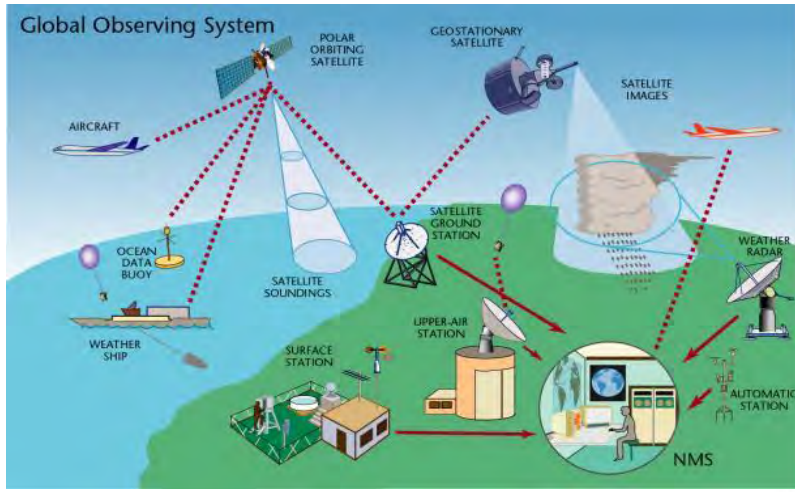 Global Observing System
POLAR
ORBITING
SATELLITE
GEOSTATIONARY
SATELLITE
SATELLITE
IMAGES
AIRCRAFT
OCEAN
DATA
BUOY
SATELLITE
SOUNDINGS
SATELLITE
GROUND
STATION
WEATHER
RADAR
WEATHER
SHIP
UPPER-AIR
STATION
SURFACE
STATION
AUTOMATIC
STATION
NMS